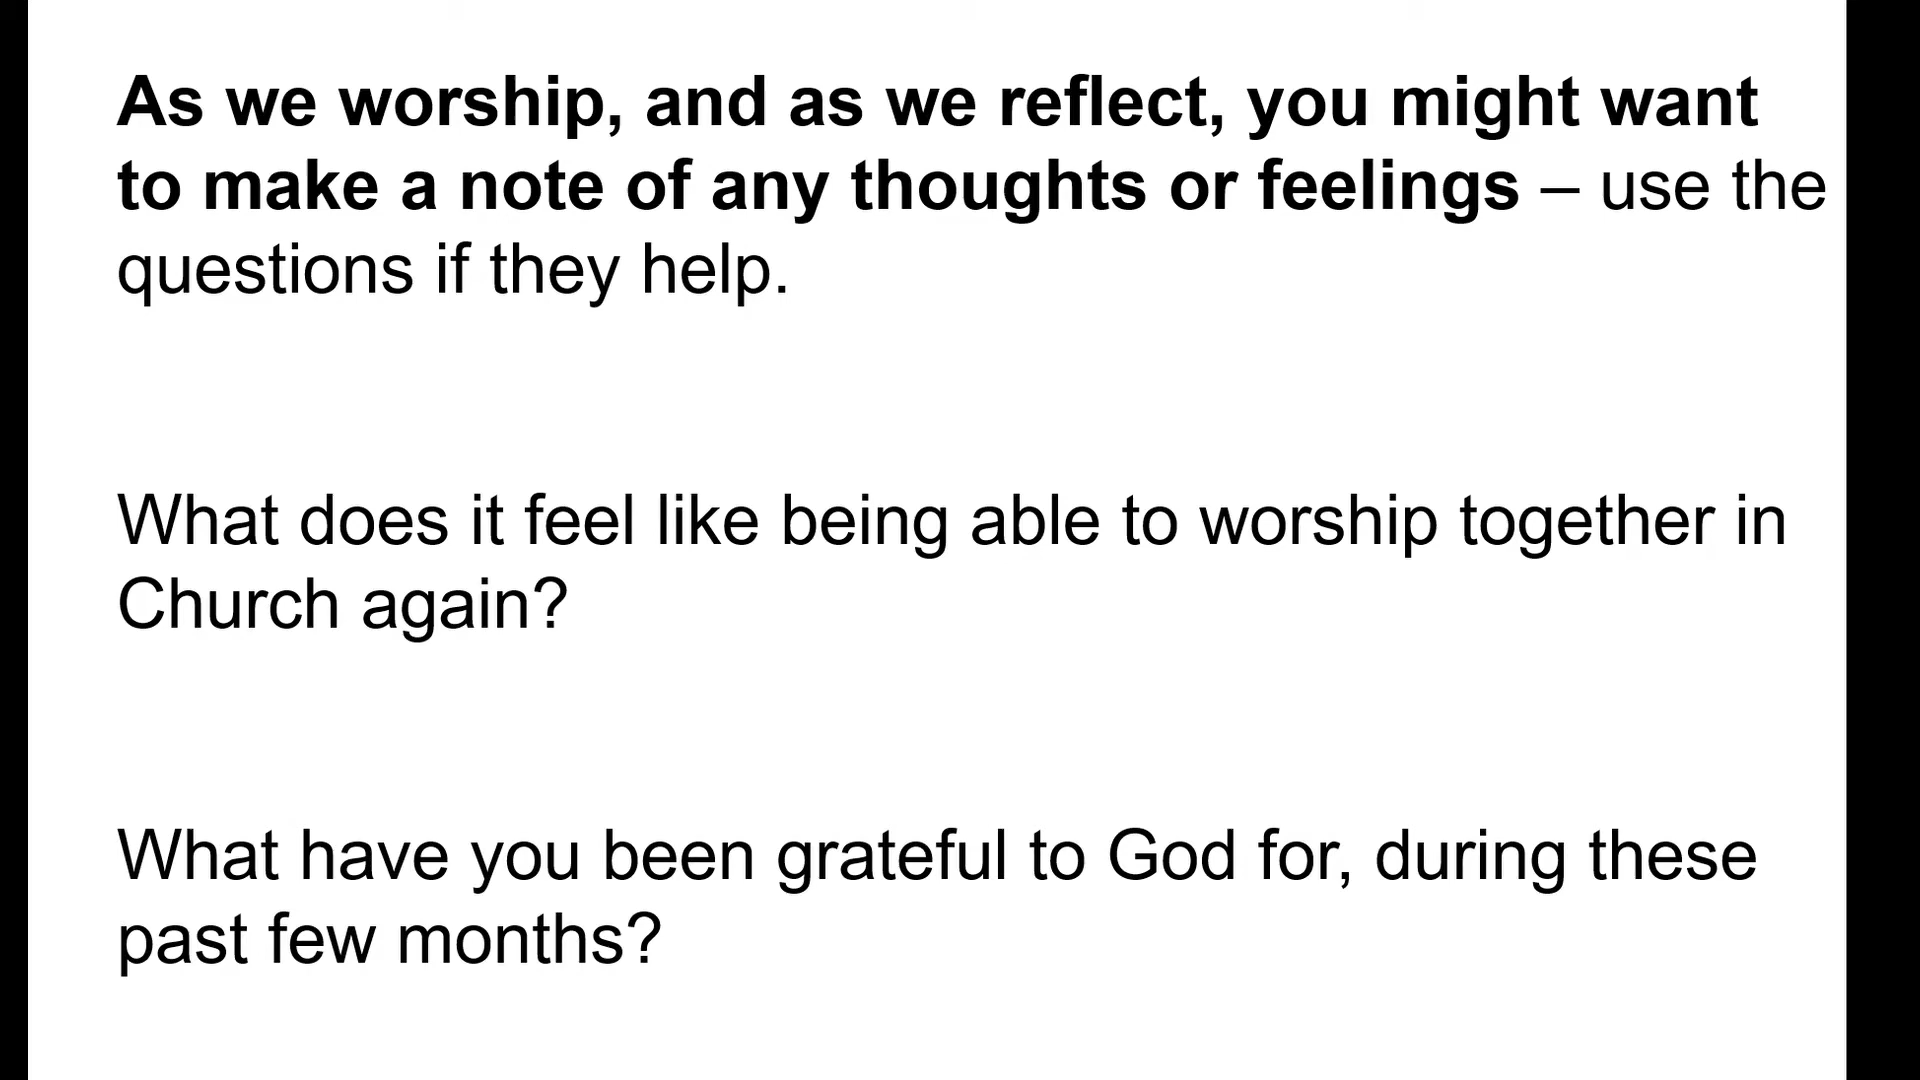 As we worship, and as we reflect, you might want
to make a note of any thoughts or feelings – use the
questions if they help.
What does it feel like being able to worship together in
Church again?
What have you been grateful to God for, during these
past few months?